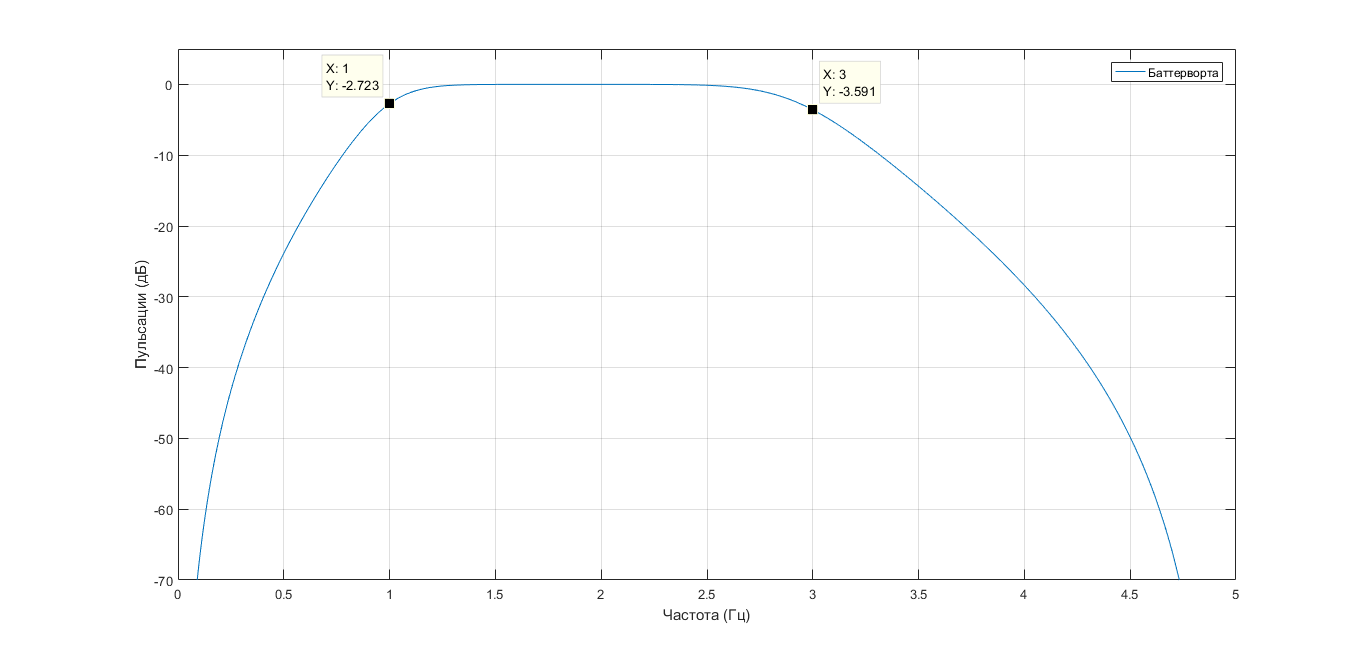 X: 1
Y: -2.723
X: 3
Y: -3.591
Баттерворта
0
-10
-20
-30
-40
-50
-60
-70
Пульсации (дБ)
0 0.5 1 1.5 2 2.5 3 3.5 4 4.5 5
Частота (Гц)